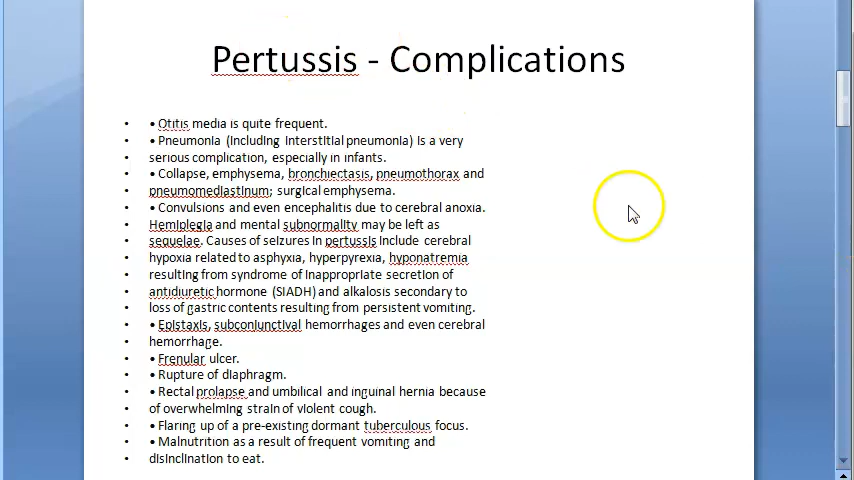 Pertussis - Complications
• • Otitis media is quite frequent.
• • Pneumonia (including interstitial pneumonia) is a very
• serious complication, especially in infants.
• • Collapse, emphysema, bronchiectasis, pneumothorax and
• pneumomediastinum; surgical emphysema.
• • Convulsions and even encephalitis due to cerebral anoxia.
• Hemiplegia and mental subnormality may be left as
• sequelae. Causes of seizures in pertussis include cerebral
• hypoxia related to asphyxia, hyperpyrexia, hyponatremia
• resulting from syndrome of inappropriate secretion of
• antidiuretic hormone (SIADH) and alkalosis secondary to
• loss of gastric contents resulting from persistent vomiting.
• • Epistaxis, subconjunctival hemorrhages and even cerebral
• hemorrhage.
• • Frenular ulcer.
• • Rupture of diaphragm.
• • Rectal prolapse and umbilical and inguinal hernia because
• of overwhelming strain of violent cough.
• • Flaring up of a pre-existing dormant tuberculous focus.
• • Malnutrition as a result of frequent vomiting and
• disinclination to eat.